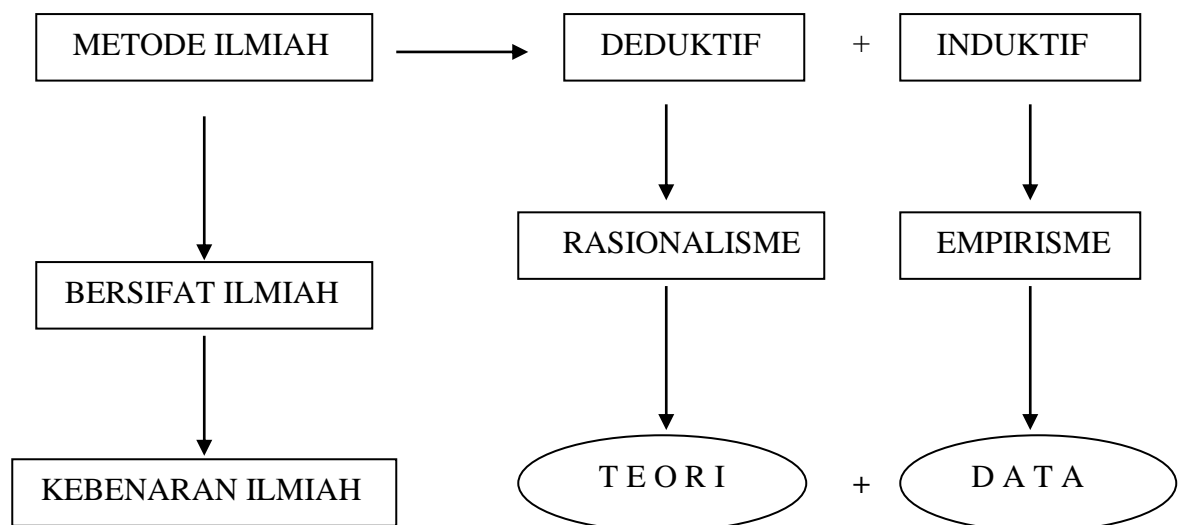 METODE ILMIAH DEDUKTIF + INDUKTIF
RASIONALISME EMPIRISME
BERSIFAT ILMIAH
T E O R I + D A T A
KEBENARAN ILMIAH